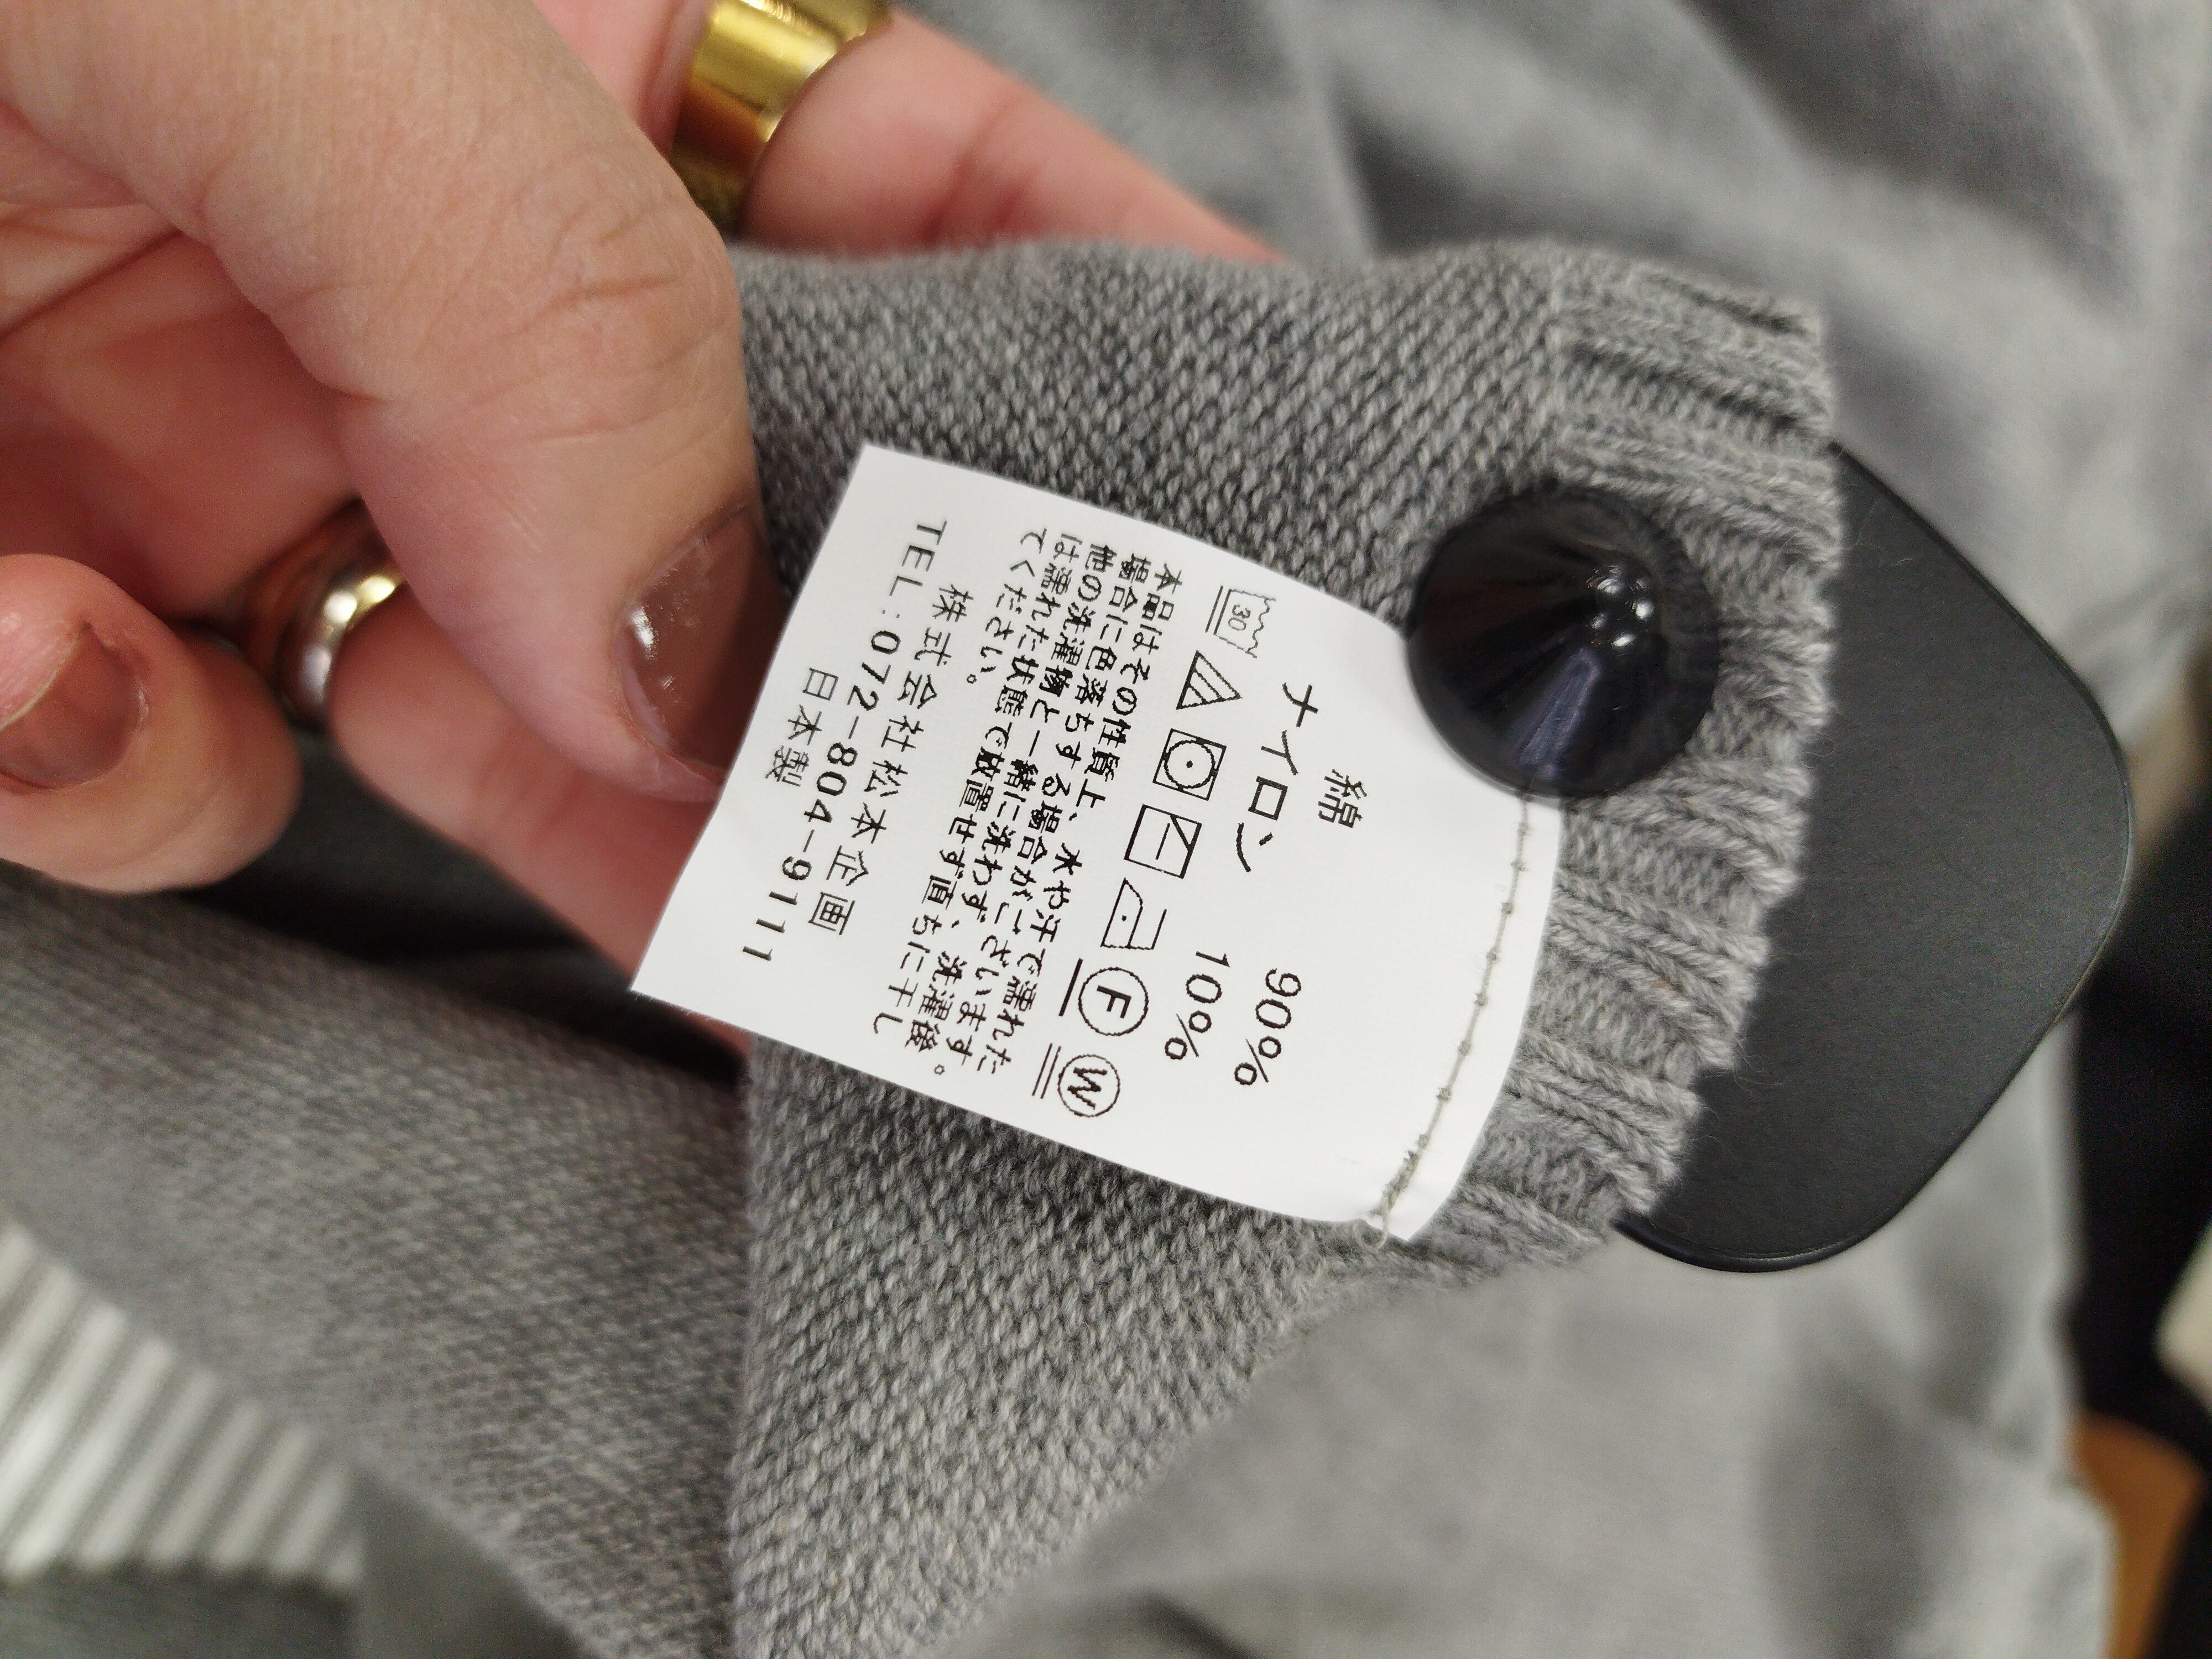 綿 90%
ナイロン 10%
30 F W
本品はその性質上、水や汗で濡れた
場合に色落ちする場合がございます。
他の洗濯物と一緒に洗わず、洗濯後
は濡れた状態で放置せず直ちに干し
てください。
株式会社松本企画
TEL:072-804-9111
日本製